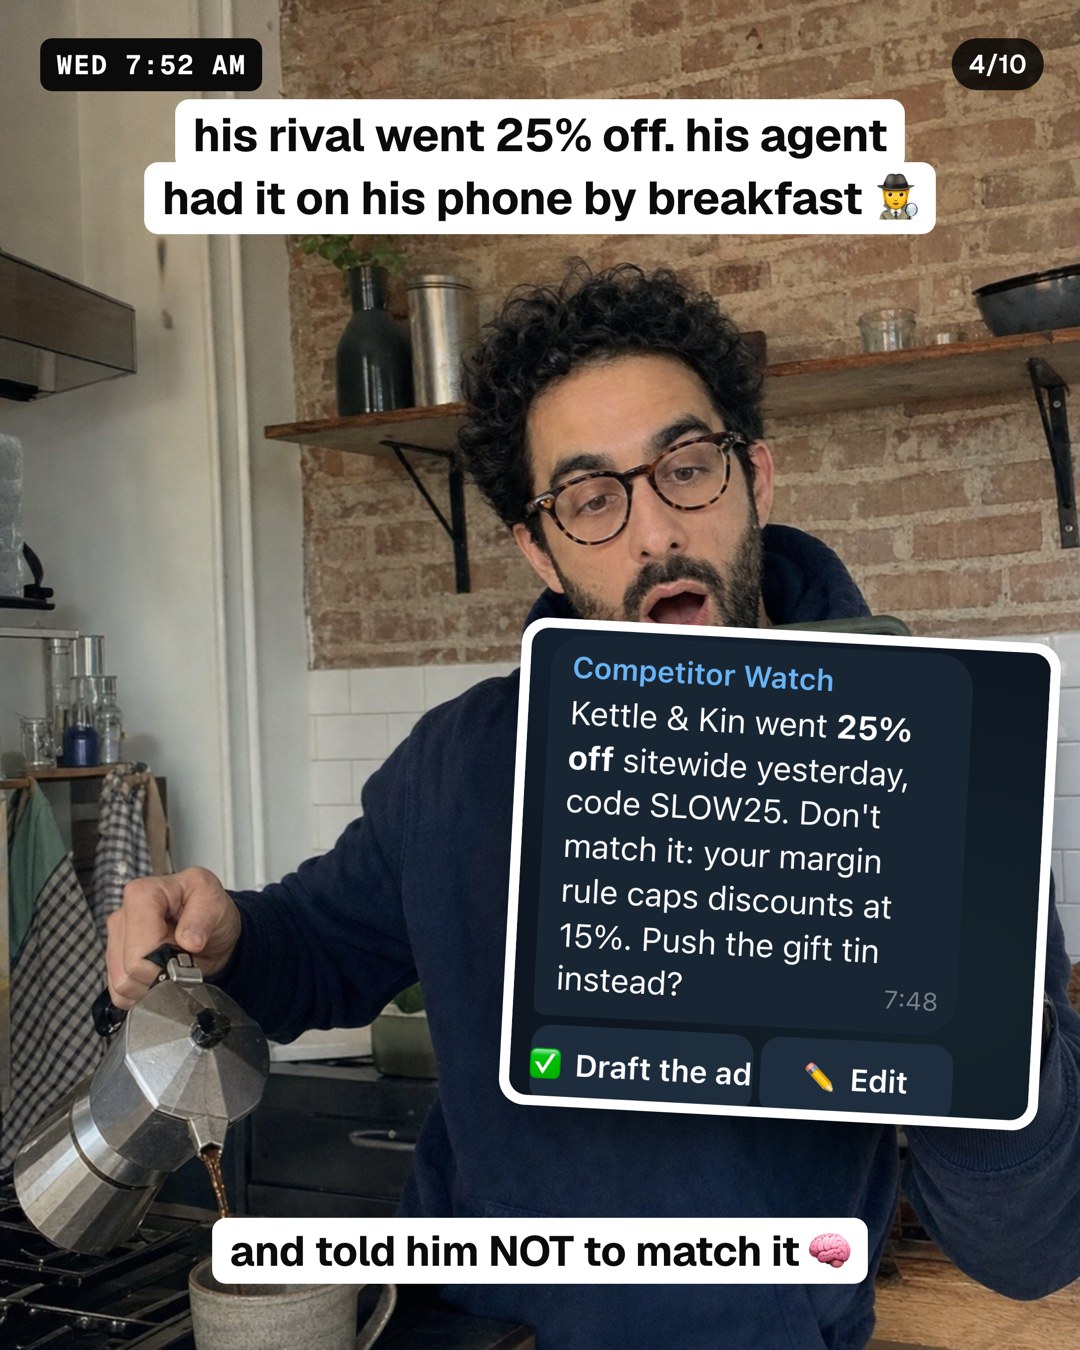 WED 7:52 AM
4/10
his rival went 25% off. his agent
had it on his phone by breakfast 🕵️
Competitor Watch
Kettle & Kin went 25%
off sitewide yesterday,
code SLOW25. Don't
match it: your margin
rule caps discounts at
15%. Push the gift tin
instead?
7:48
✅ Draft the ad
✏️ Edit
and told him NOT to match it 🧠